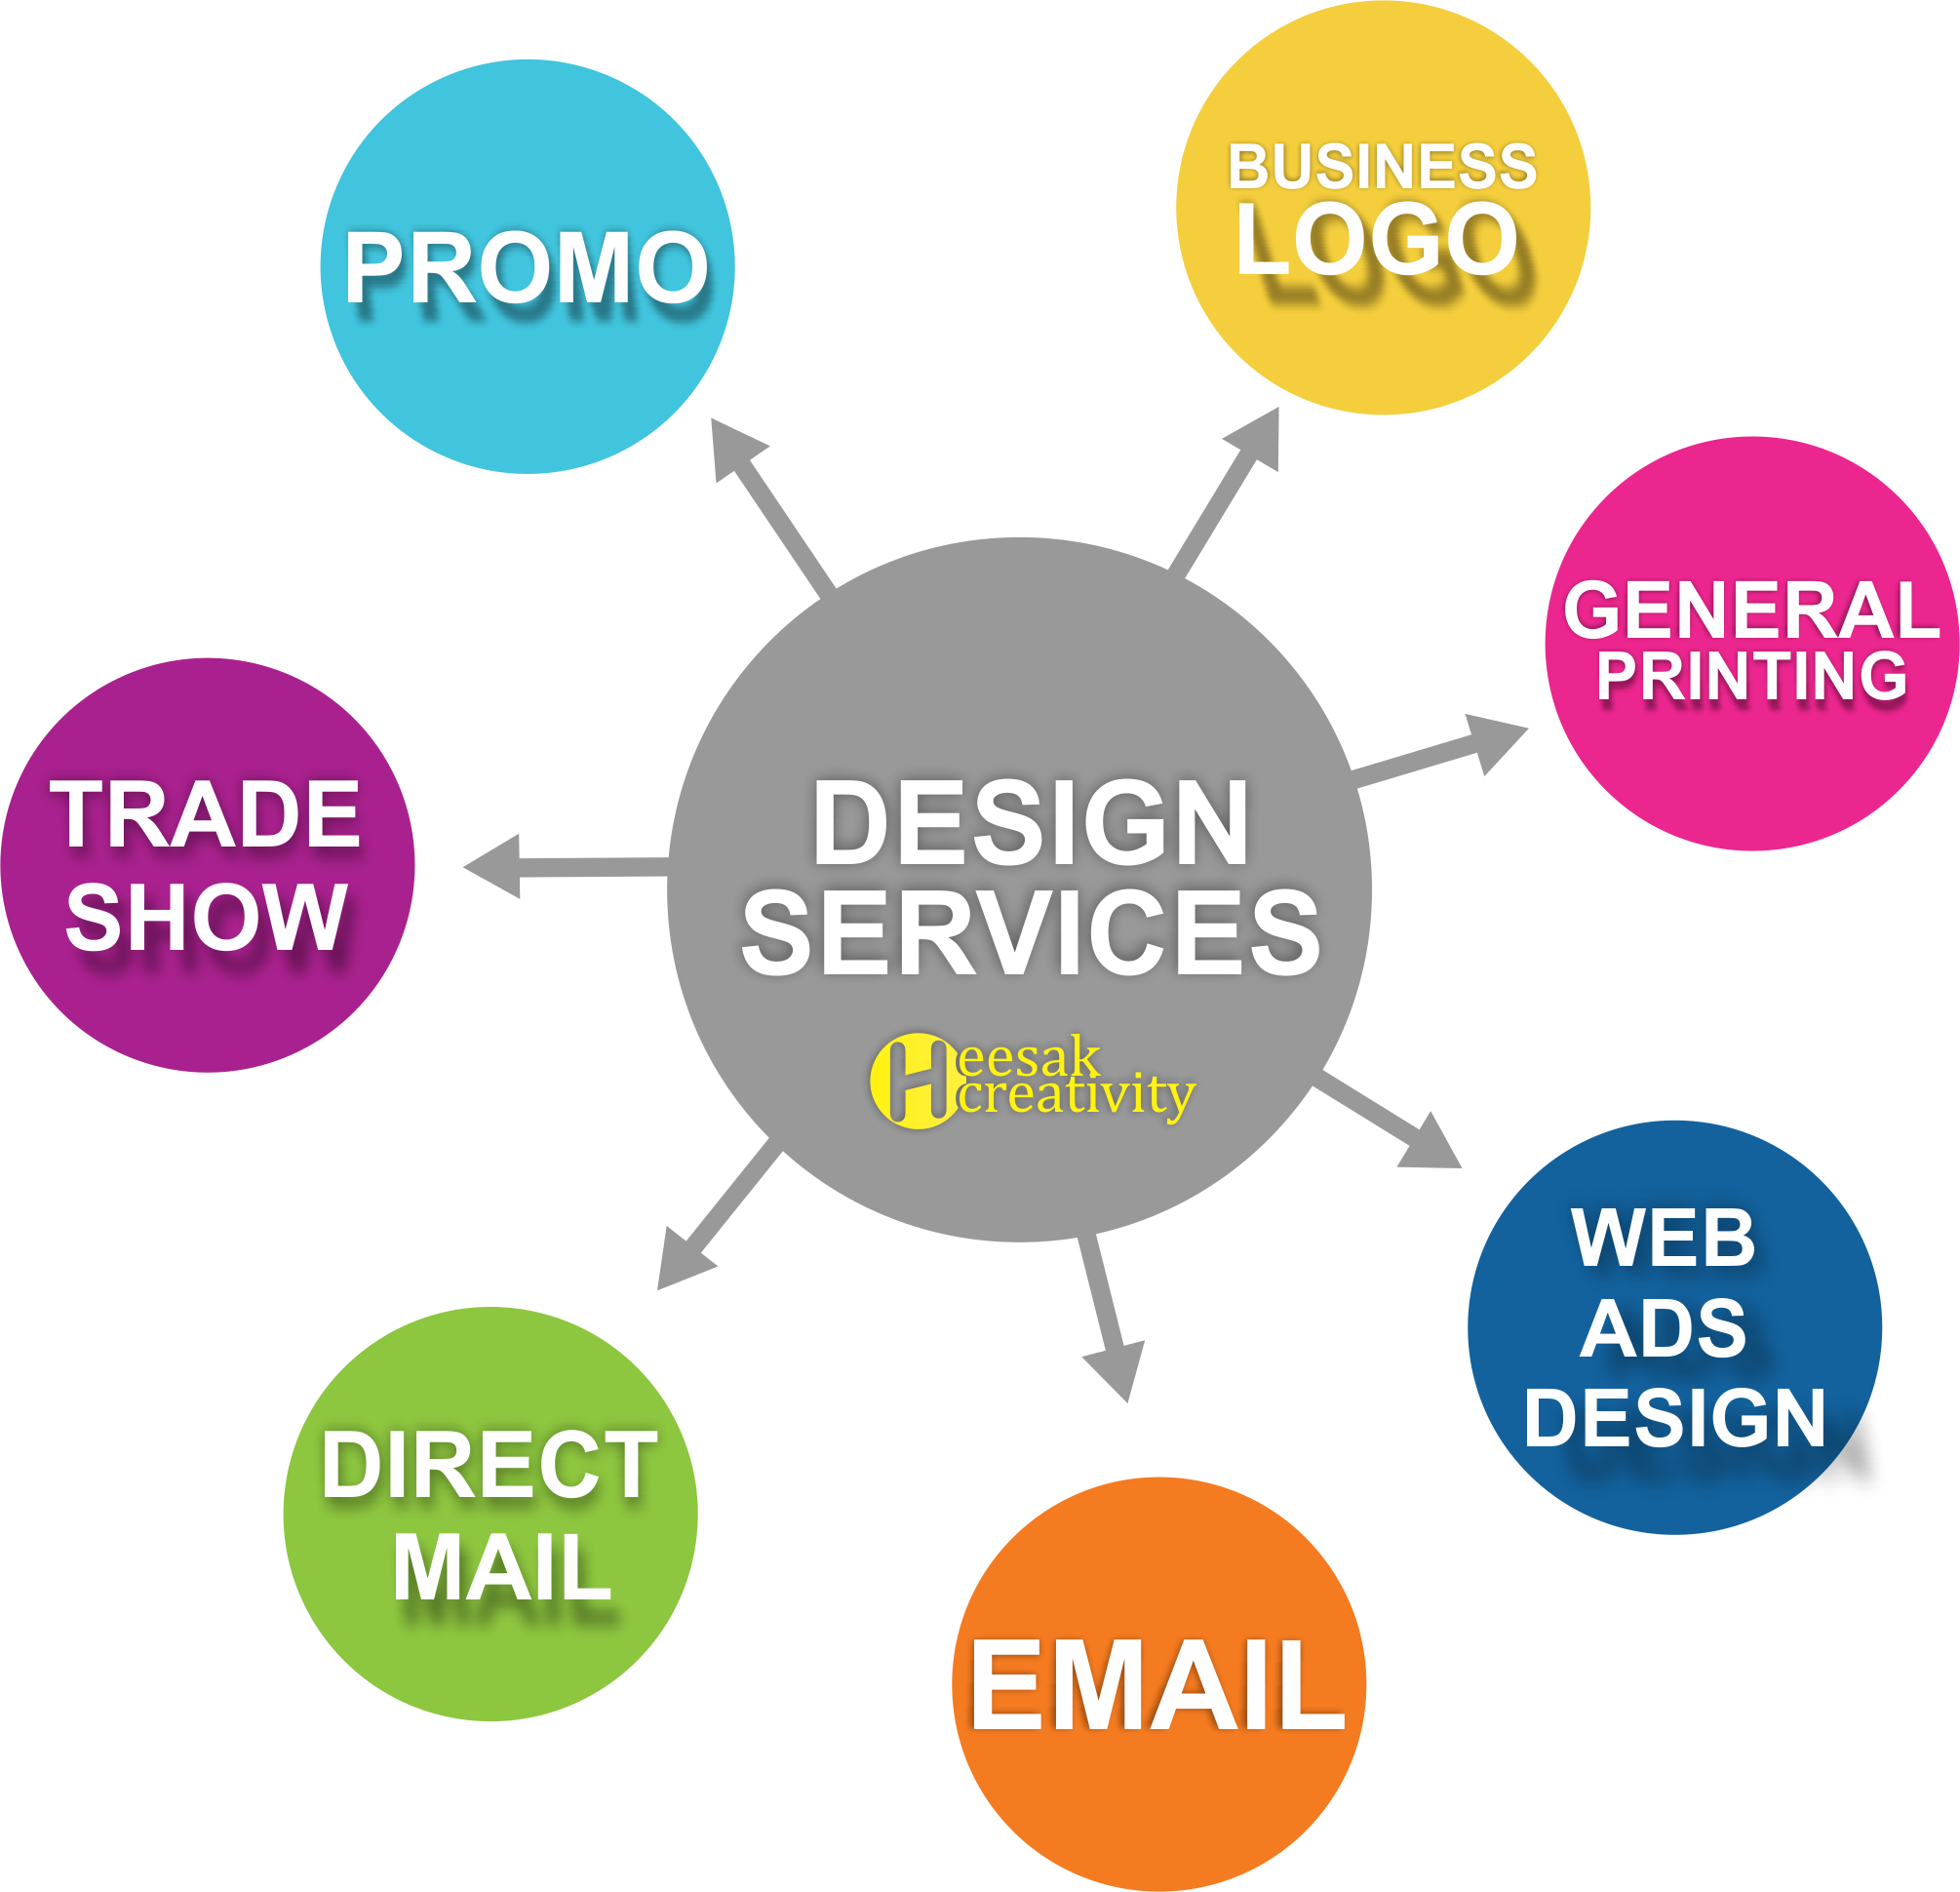 PROMO
BUSINESS
LOGO
GENERAL
PRINTING
TRADE
SHOW
DESIGN
SERVICES
Heesak
creativity
WEB
ADS
DESIGN
DIRECT
MAIL
EMAIL